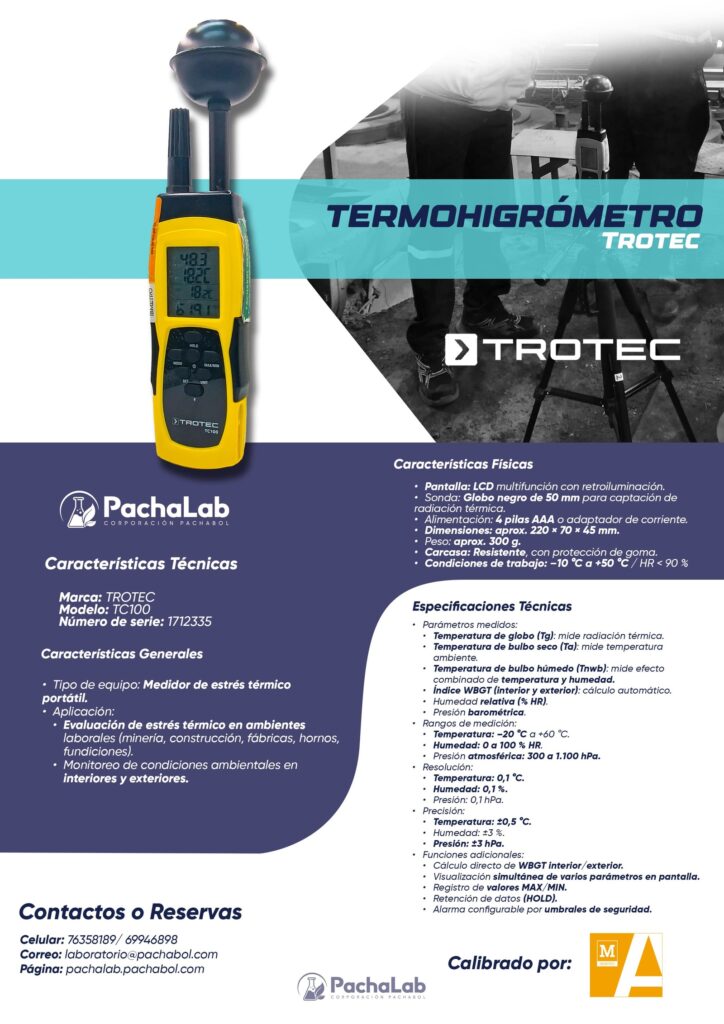 TERMOHIGRÓMETRO
TROTEC
TROTEC
48.3
18.2C
HOLD
MODE
MAX/MIN
SET
UNIT
TROTEC
TC100
PachaLab
CORPORACIÓN PACHABOL
Características Técnicas
Marca: TROTEC
Modelo: TC100
Número de serie: 1712335
Características Generales
• Tipo de equipo: Medidor de estrés térmico
portátil.
• Aplicación:
• Evaluación de estrés térmico en ambientes
laborales (minería, construcción, fábricas, hornos,
fundiciones).
• Monitoreo de condiciones ambientales en
interiores y exteriores.
Características Físicas
• Pantalla: LCD multifunción con retroiluminación.
• Sonda: Globo negro de 50 mm para captación de
radiación térmica.
• Alimentación: 4 pilas AAA o adaptador de corriente.
• Dimensiones: aprox. 220 × 70 × 45 mm.
• Peso: aprox. 300 g.
• Carcasa: Resistente, con protección de goma.
• Condiciones de trabajo: –10 °C a +50 °C / HR < 90 %
Especificaciones Técnicas
• Parámetros medidos:
• Temperatura de globo (Tg): mide radiación térmica.
• Temperatura de bulbo seco (Ta): mide temperatura
ambiente.
• Temperatura de bulbo húmedo (Tnwb): mide efecto
combinado de temperatura y humedad.
• Índice WBGT (interior y exterior): cálculo automático.
• Humedad relativa (% HR).
• Presión barométrica.
• Rangos de medición:
• Temperatura: –20 °C a +60 °C.
• Humedad: 0 a 100 % HR.
• Presión atmosférica: 300 a 1.100 hPa.
• Resolución:
• Temperatura: 0,1 °C.
• Humedad: 0,1 %.
• Presión: 0,1 hPa.
• Precisión:
• Temperatura: ±0,5 °C.
• Humedad: ±3 %.
• Presión: ±3 hPa.
• Funciones adicionales:
• Cálculo directo de WBGT interior/exterior.
• Visualización simultánea de varios parámetros en pantalla.
• Registro de valores MAX/MIN.
• Retención de datos (HOLD).
• Alarma configurable por umbrales de seguridad.
Contactos o Reservas
Celular: 76358189/ 69946898
Correo: laboratorio@pachabol.com
Página: pachalab.pachabol.com
PachaLab
CORPORACIÓN PACHABOL
Calibrado por:
M
A